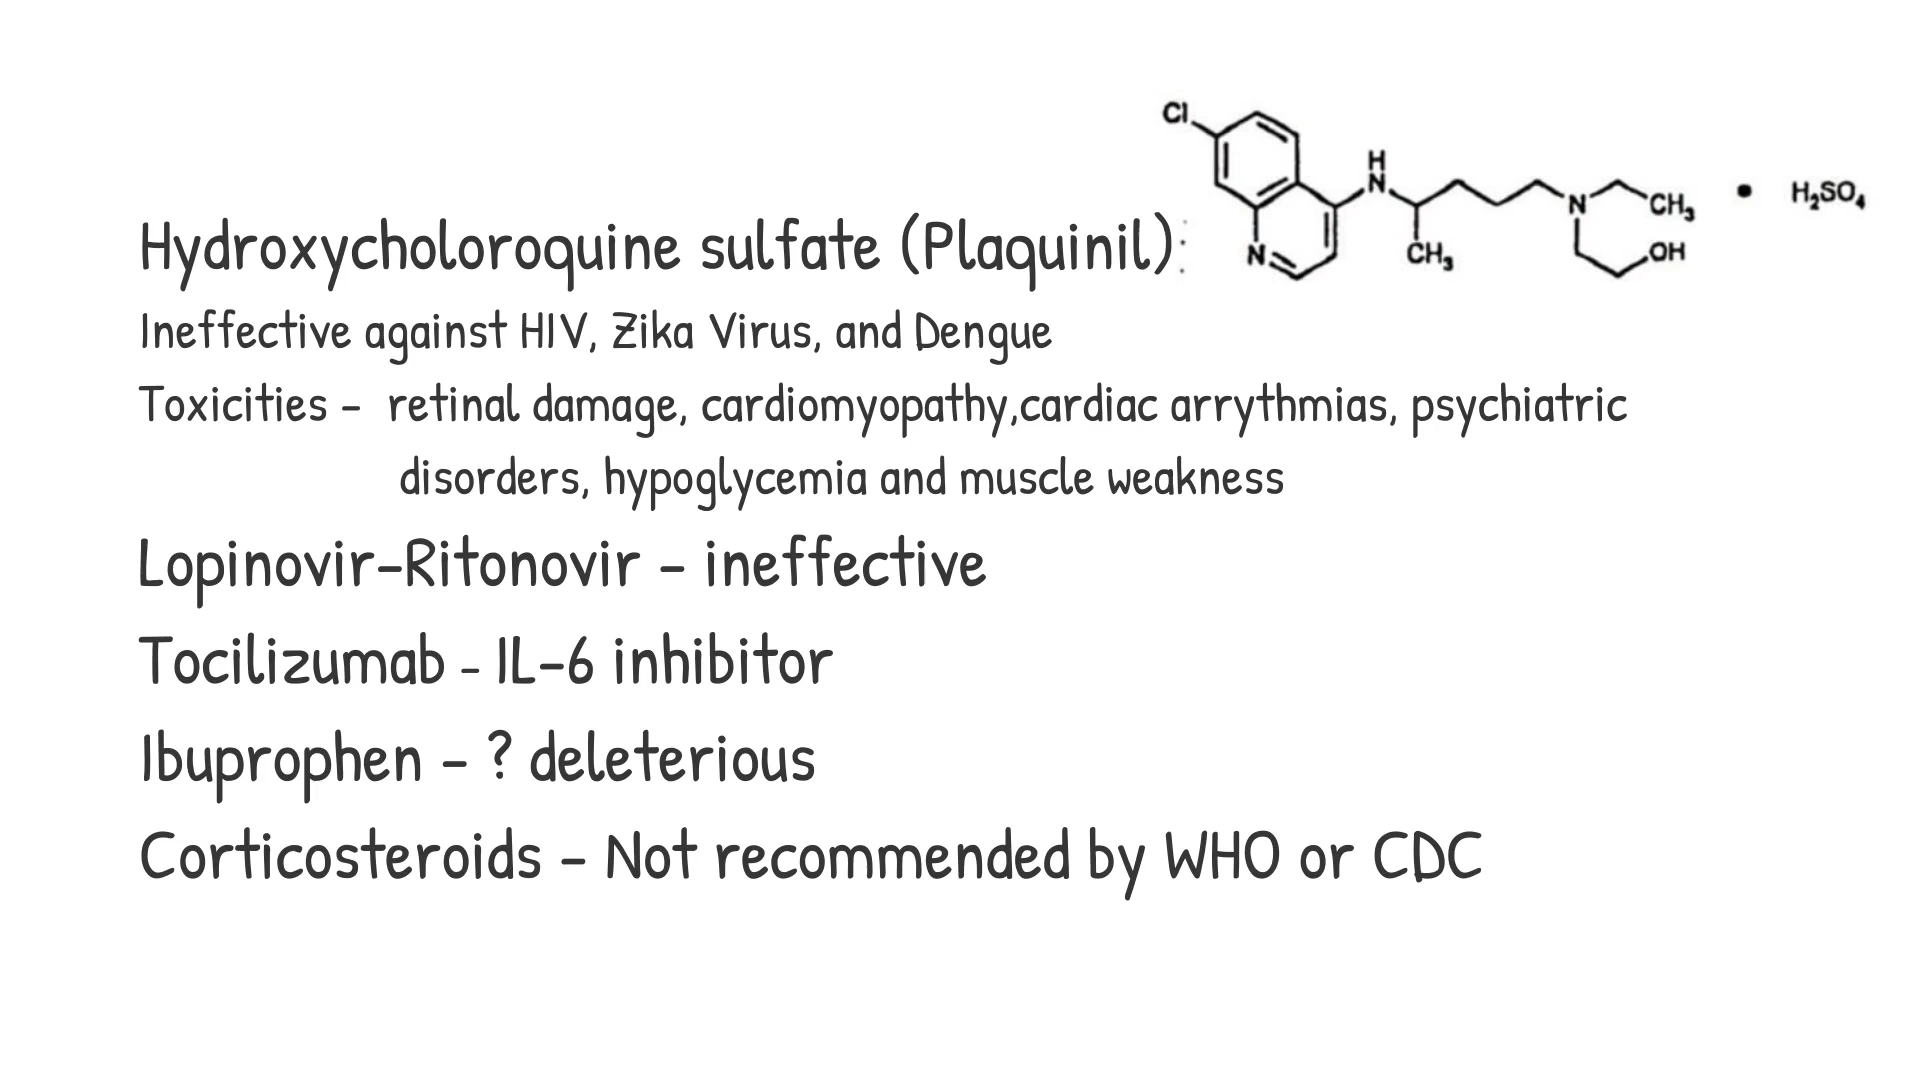 Cl
H
N
N
CH₃
• H₂SO₄
Hydroxycholoroquine sulfate (Plaquinil):
N
CH₃
OH
Ineffective against HIV, Zika Virus, and Dengue
Toxicities – retinal damage, cardiomyopathy,cardiac arrythmias, psychiatric
disorders, hypoglycemia and muscle weakness
Lopinovir–Ritonovir – ineffective
Tocilizumab - IL–6 inhibitor
Ibuprophen – ? deleterious
Corticosteroids – Not recommended by WHO or CDC